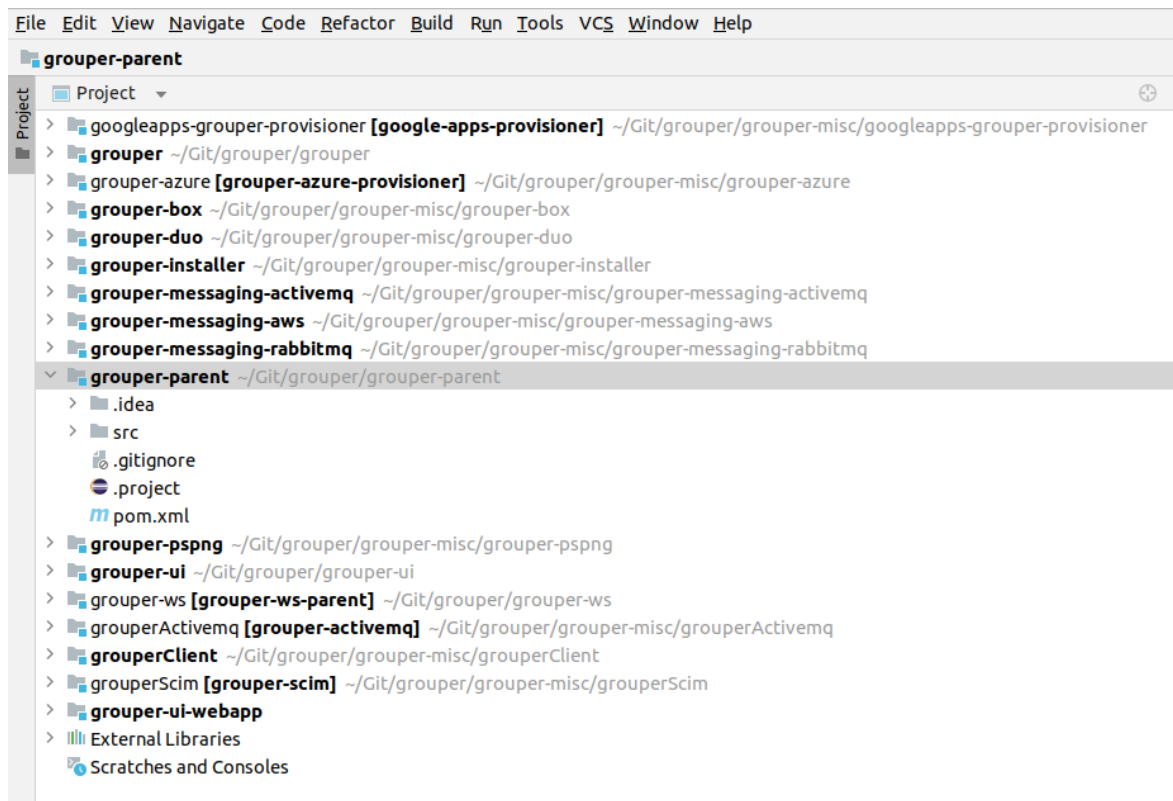 File Edit View Navigate Code Refactor Build Run Tools VCS Window Help
grouper-parent
Project
Project
googleapps-grouper-provisioner [google-apps-provisioner] ~/Git/grouper/grouper-misc/googleapps-grouper-provisioner
grouper ~/Git/grouper/grouper
grouper-azure [grouper-azure-provisioner] ~/Git/grouper/grouper-misc/grouper-azure
grouper-box ~/Git/grouper/grouper-misc/grouper-box
grouper-duo ~/Git/grouper/grouper-misc/grouper-duo
grouper-installer ~/Git/grouper/grouper-misc/grouper-installer
grouper-messaging-activemq ~/Git/grouper/grouper-misc/grouper-messaging-activemq
grouper-messaging-aws ~/Git/grouper/grouper-misc/grouper-messaging-aws
grouper-messaging-rabbitmq ~/Git/grouper/grouper-misc/grouper-messaging-rabbitmq
grouper-parent ~/Git/grouper/grouper-parent
.idea
src
.gitignore
.project
m pom.xml
grouper-pspng ~/Git/grouper/grouper-misc/grouper-pspng
grouper-ui ~/Git/grouper/grouper-ui
grouper-ws [grouper-ws-parent] ~/Git/grouper/grouper-ws
grouperActivemq [grouper-activemq] ~/Git/grouper/grouper-misc/grouperActivemq
grouperClient ~/Git/grouper/grouper-misc/grouperClient
grouperScim [grouper-scim] ~/Git/grouper/grouper-misc/grouperScim
grouper-ui-webapp
External Libraries
Scratches and Consoles